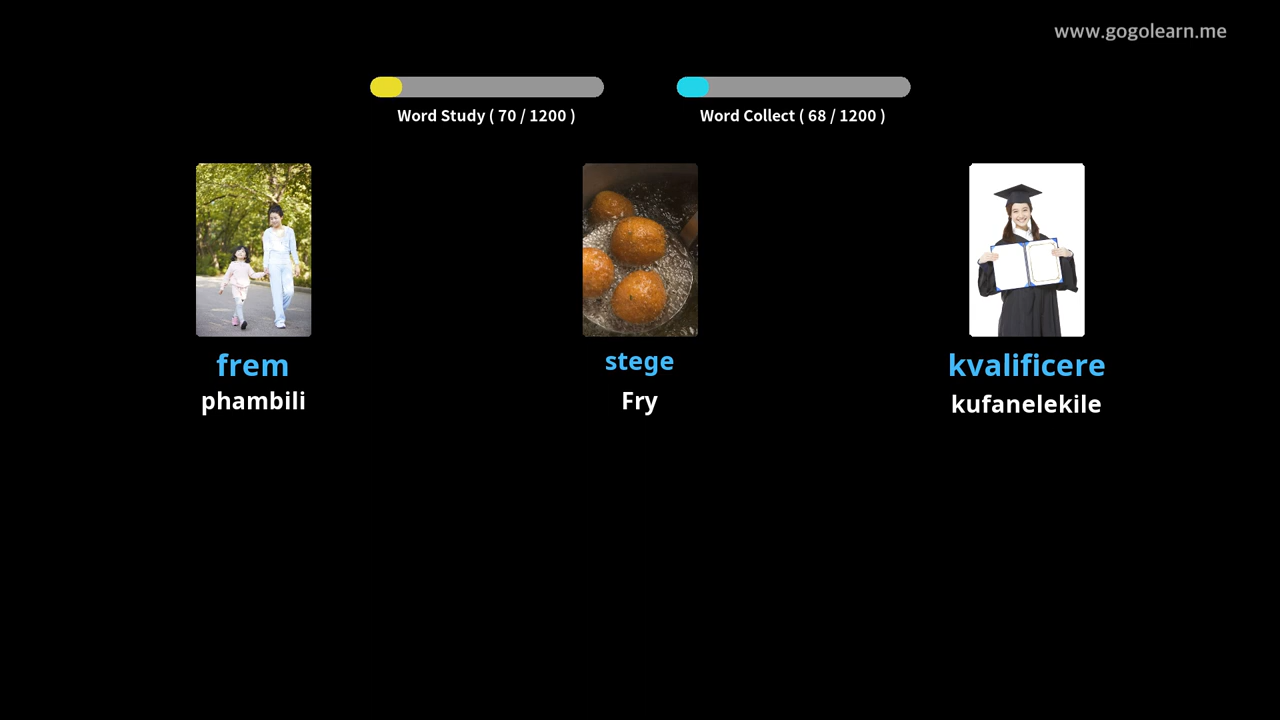 www.gogolearn.me
Word Study ( 70 / 1200 )
Word Collect ( 68 / 1200 )
frem
phambili
stege
Fry
kvalificere
kufanelekile